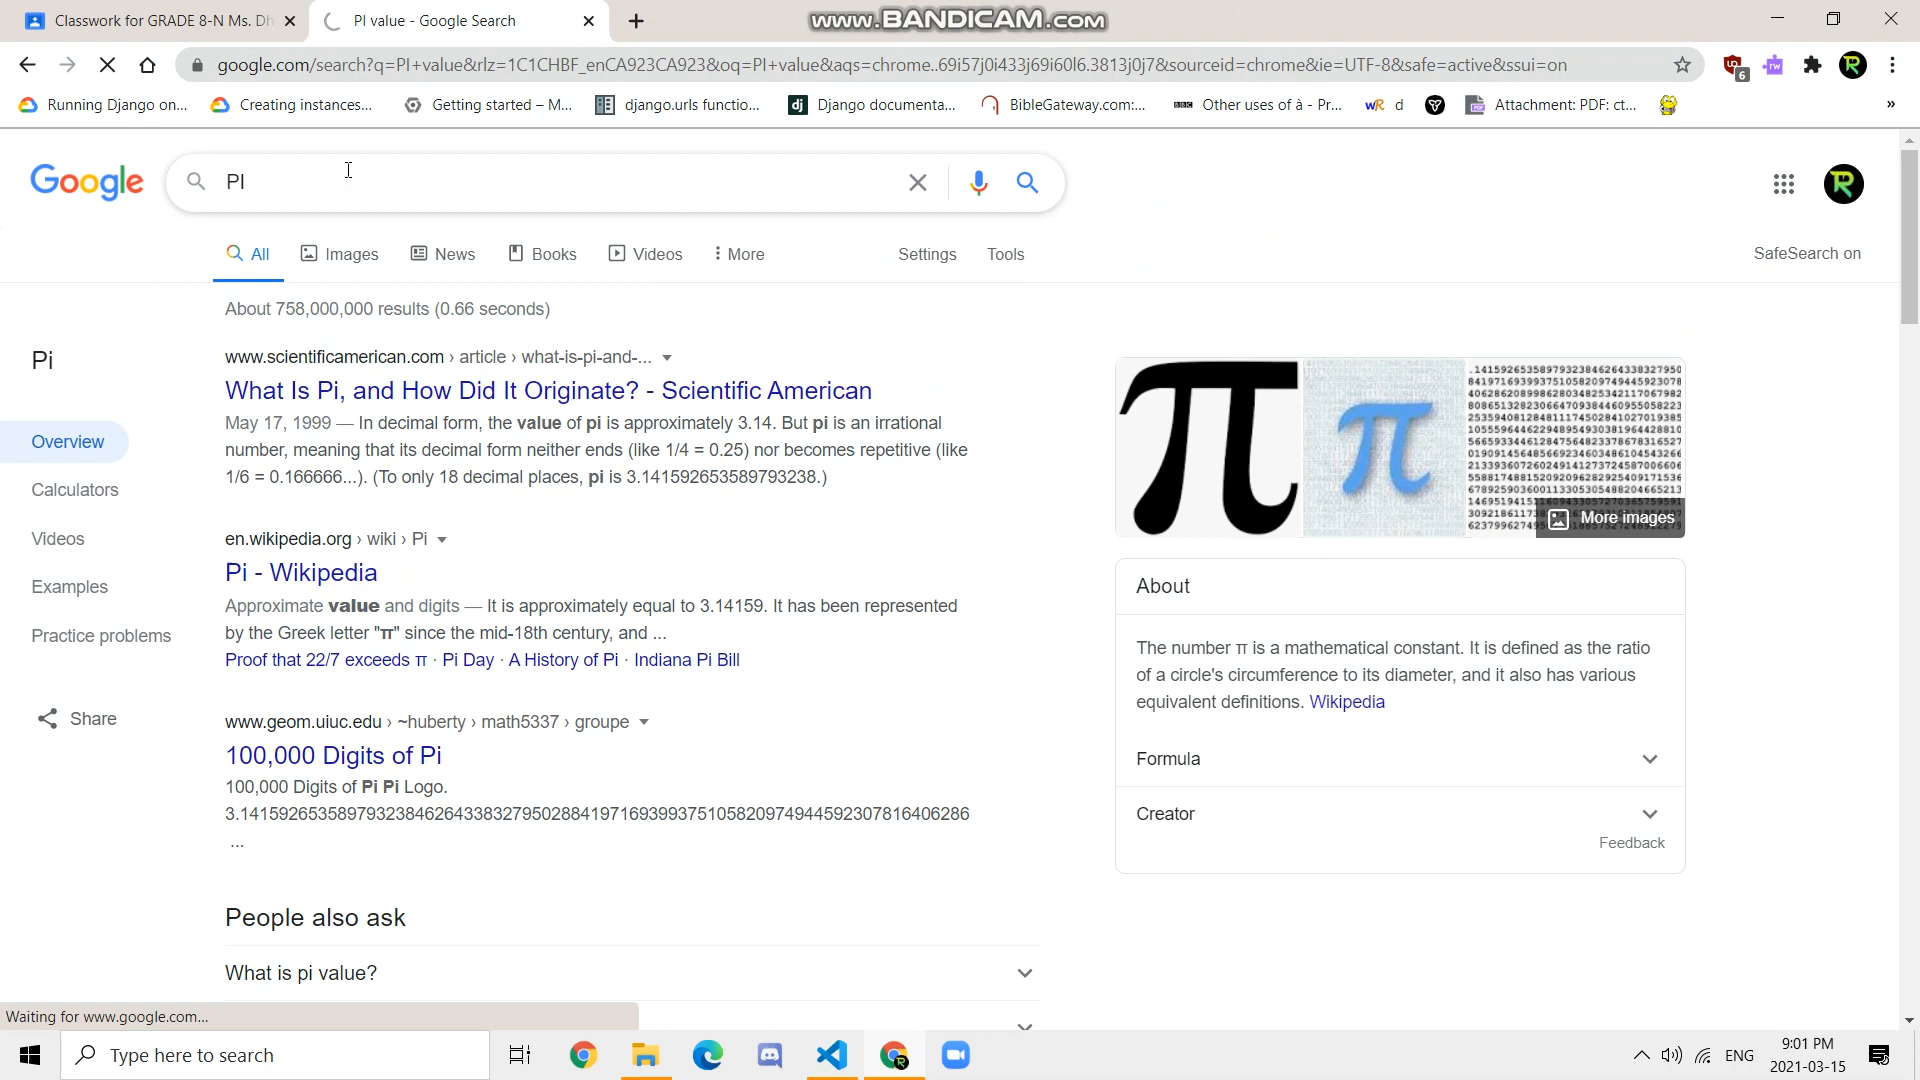 Classwork for GRADE 8-N Ms. Dh
PI value - Google Search
www.BANDICAM.com
google.com/search?q=PI+value&rlz=1C1CHBF_enCA923CA923&oq=PI+value&aqs=chrome..69i57j0i433j69i60l6.3813j0j7&sourceid=chrome&ie=UTF-8&safe=active&ssui=on
6
Running Django on...
Creating instances...
Getting started – M...
django.urls functio...
dj Django documenta...
BibleGateway.com:...
BBC Other uses of à - Pr...
wR d
Attachment: PDF: ct...
»
Google
PI
All
Images
News
Books
Videos
More
Settings
Tools
SafeSearch on
About 758,000,000 results (0.66 seconds)
Pi
Overview
Calculators
Videos
Examples
Practice problems
Share
www.scientificamerican.com › article › what-is-pi-and-...
What Is Pi, and How Did It Originate? - Scientific American
May 17, 1999 — In decimal form, the value of pi is approximately 3.14. But pi is an irrational
number, meaning that its decimal form neither ends (like 1/4 = 0.25) nor becomes repetitive (like
1/6 = 0.166666...). (To only 18 decimal places, pi is 3.141592653589793238.)
en.wikipedia.org › wiki › Pi
Pi - Wikipedia
Approximate value and digits — It is approximately equal to 3.14159. It has been represented
by the Greek letter "π" since the mid-18th century, and ...
Proof that 22/7 exceeds π · Pi Day · A History of Pi · Indiana Pi Bill
www.geom.uiuc.edu › ~huberty › math5337 › groupe
100,000 Digits of Pi
100,000 Digits of Pi Pi Logo.
3.14159265358979323846264338327950288419716939937510582097494459230781640628​6
...
People also ask
What is pi value?
π
π
More images
About
The number π is a mathematical constant. It is defined as the ratio
of a circle's circumference to its diameter, and it also has various
equivalent definitions. Wikipedia
Formula
Creator
Feedback
Waiting for www.google.com...
Type here to search
ENG
9:01 PM
2021-03-15